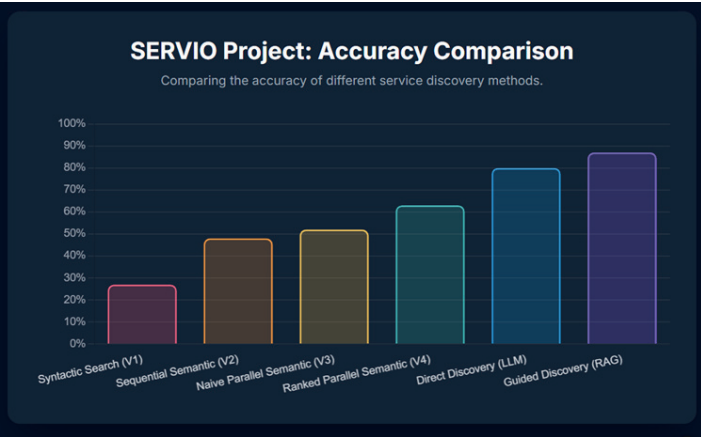 SERVIO Project: Accuracy Comparison
Comparing the accuracy of different service discovery methods.
100%
90%
80%
70%
60%
50%
40%
30%
20%
10%
0%
Syntactic Search (V1)
Sequential Semantic (V2)
Naive Parallel Semantic (V3)
Ranked Parallel Semantic (V4)
Direct Discovery (LLM)
Guided Discovery (RAG)